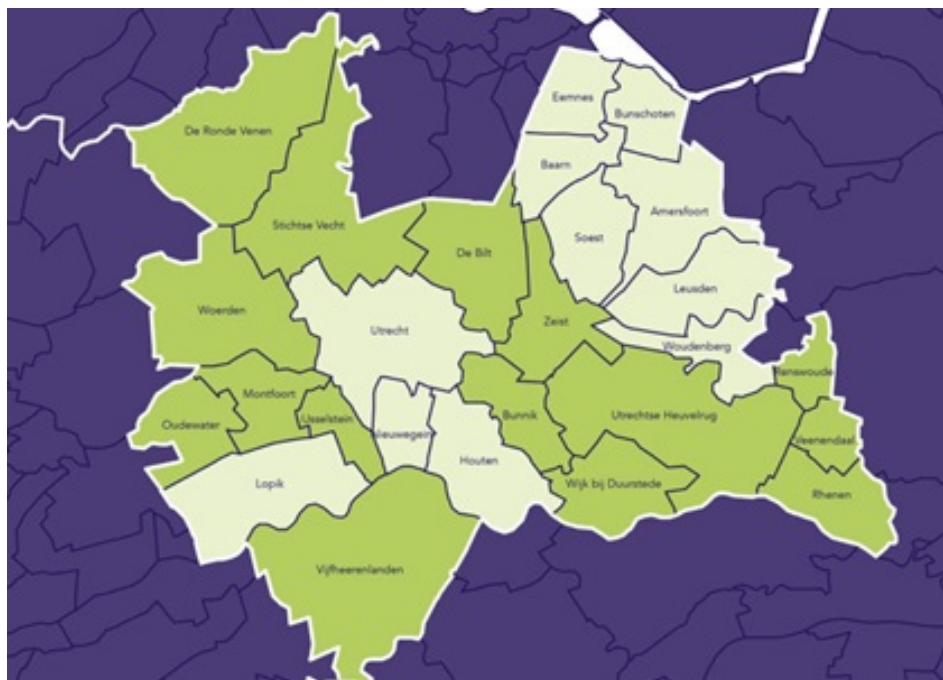 Eemnes
Bunschoten
De Ronde Venen
Baarn
Amersfoort
Stichtse Vecht
Soest
De Bilt
Leusden
Woerden
Zeist
Utrecht
Woudenberg
Renswoude
Montfoort
IJsselstein
Bunnik
Utrechtse Heuvelrug
Oudewater
Nieuwegein
Veenendaal
Houten
Lopik
Wijk bij Duurstede
Rhenen
Vijfheerenlanden